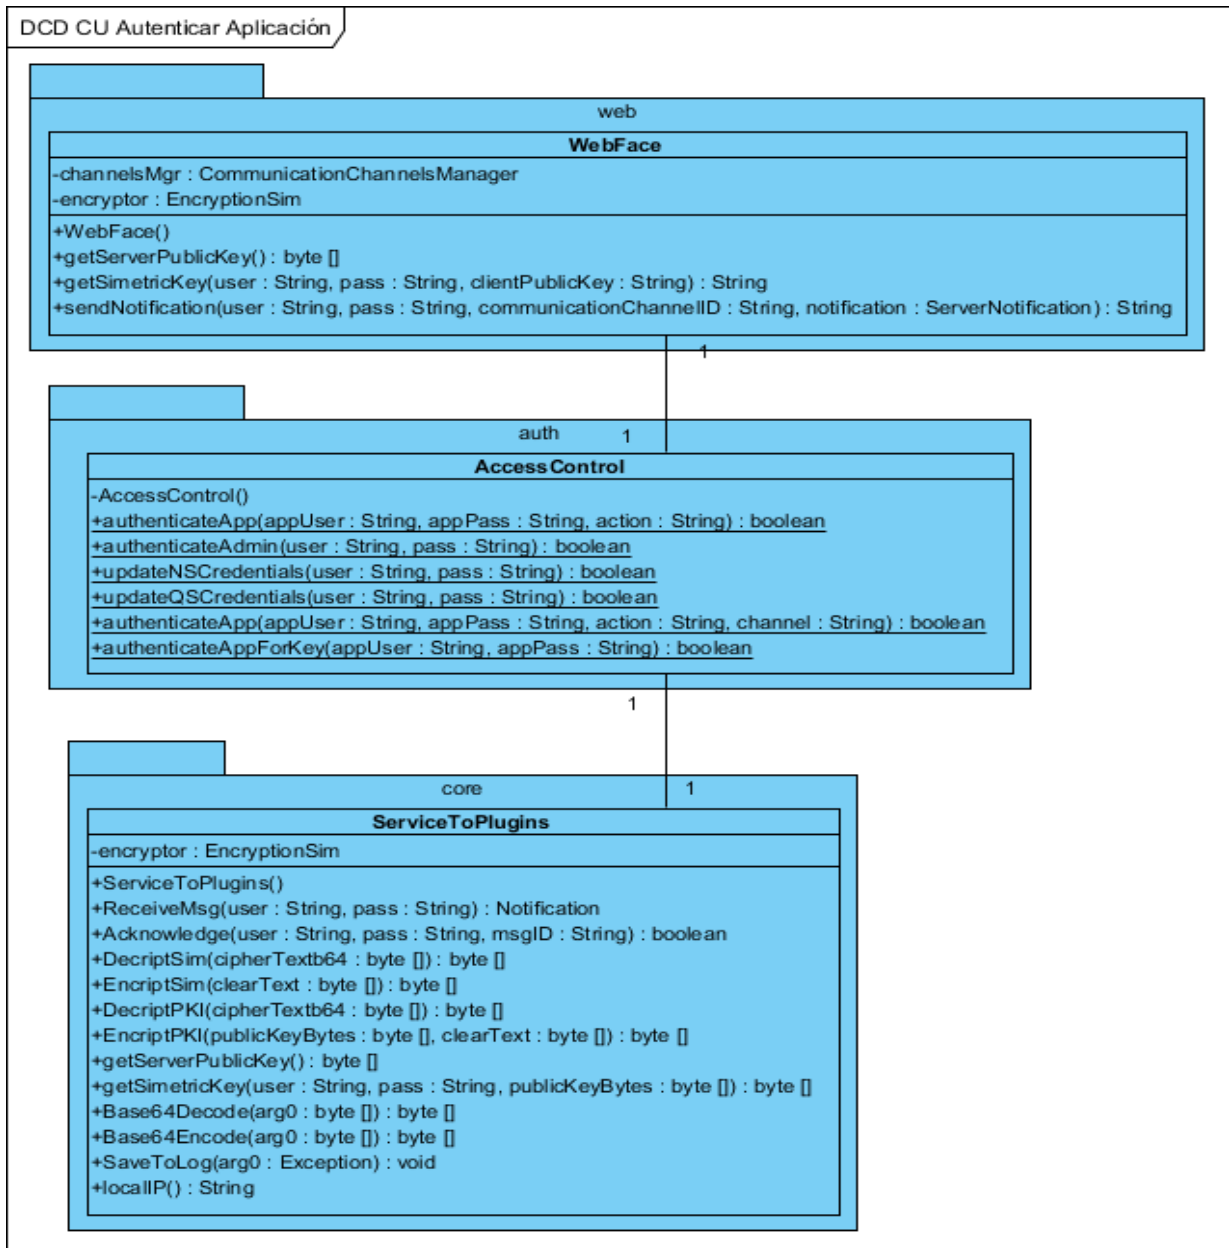 DCD CU Autenticar Aplicación
web
WebFace
-channelsMgr : CommunicationChannelsManager
-encryptor : EncryptionSim
+WebFace()
+getServerPublicKey() : byte []
+getSimetricKey(user : String, pass : String, clientPublicKey : String) : String
+sendNotification(user : String, pass : String, communicationChannelID : String, notification : ServerNotification) : String
1
auth
1
AccessControl
-AccessControl()
+authenticateApp(appUser : String, appPass : String, action : String) : boolean
+authenticateAdmin(user : String, pass : String) : boolean
+updateNSCredentials(user : String, pass : String) : boolean
+updateQSCredentials(user : String, pass : String) : boolean
+authenticateApp(appUser : String, appPass : String, action : String, channel : String) : boolean
+authenticateAppForKey(appUser : String, appPass : String) : boolean
1
core
1
ServiceToPlugins
-encryptor : EncryptionSim
+ServiceToPlugins()
+ReceiveMsg(user : String, pass : String) : Notification
+Acknowledge(user : String, pass : String, msgID : String) : boolean
+DecriptSim(cipherTextb64 : byte []) : byte []
+EncriptSim(clearText : byte []) : byte []
+DecriptPKI(cipherTextb64 : byte []) : byte []
+EncriptPKI(publicKeyBytes : byte [], clearText : byte []) : byte []
+getServerPublicKey() : byte []
+getSimetricKey(user : String, pass : String, publicKeyBytes : byte []) : byte []
+Base64Decode(arg0 : byte []) : byte []
+Base64Encode(arg0 : byte []) : byte []
+SaveToLog(arg0 : Exception) : void
+localIP() : String